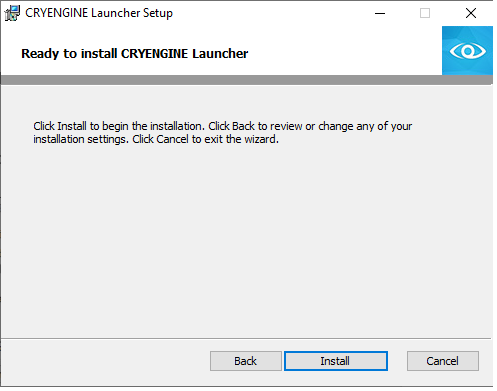 CRYENGINE Launcher Setup
Ready to install CRYENGINE Launcher
Click Install to begin the installation. Click Back to review or change any of your
installation settings. Click Cancel to exit the wizard.
Back Install Cancel